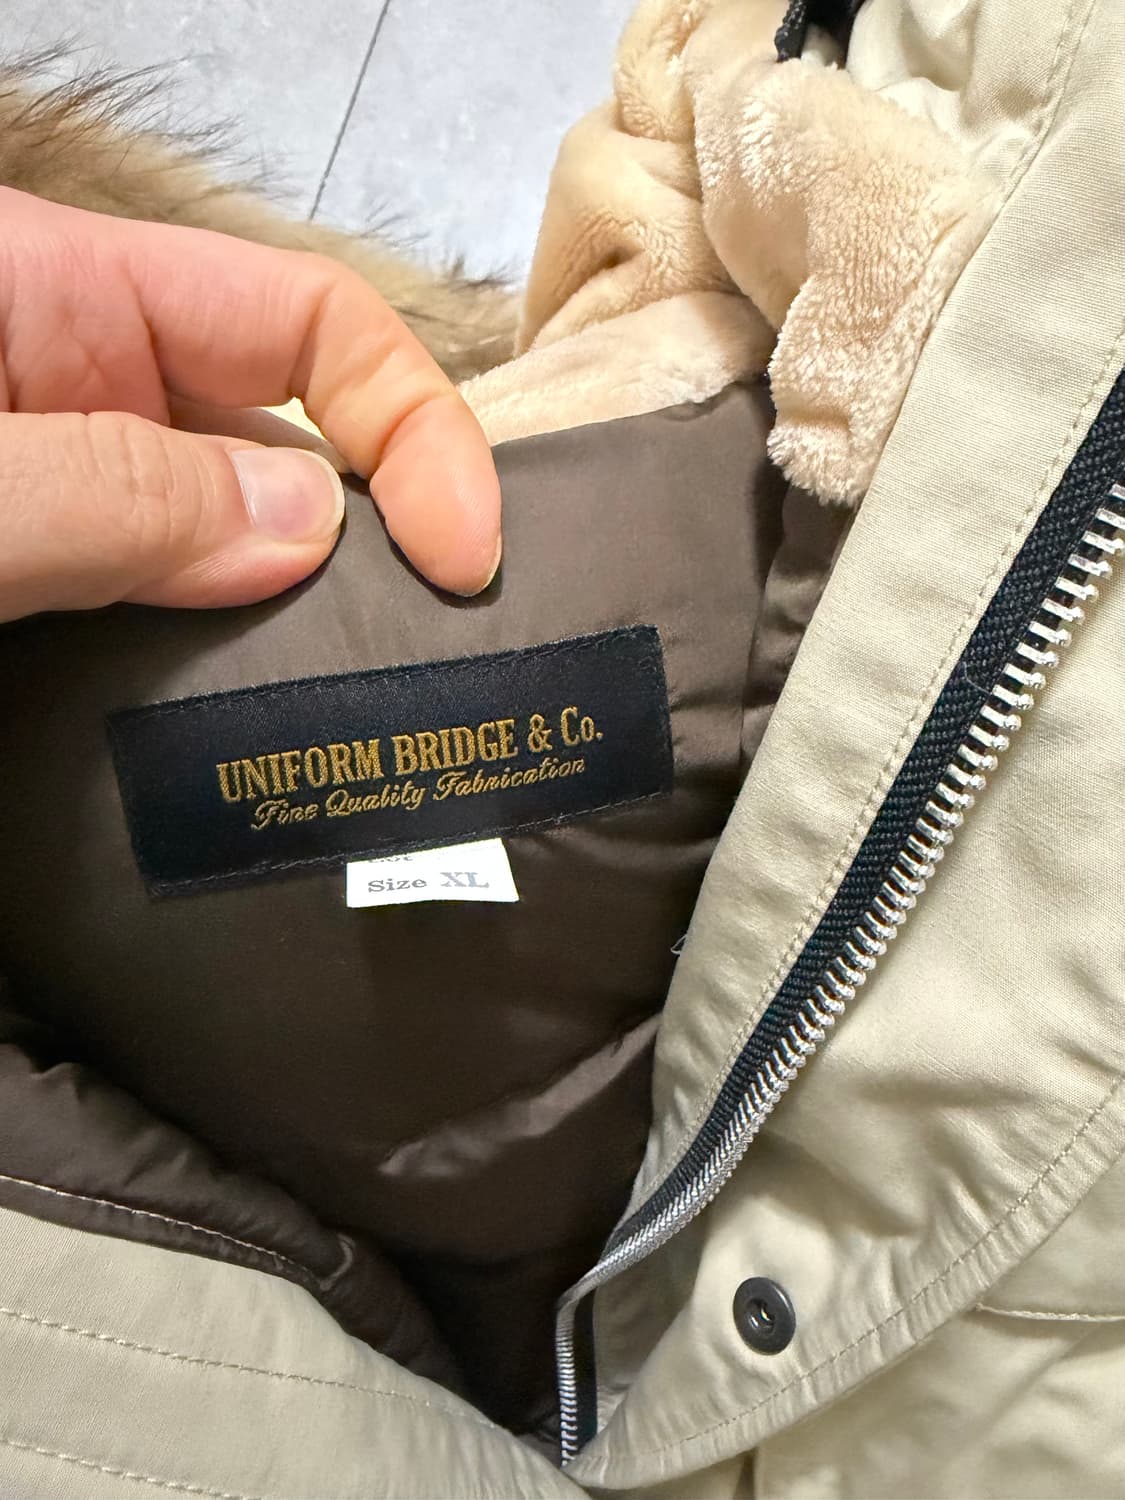 UNIFORM BRIDGE & Co.
Fine Quality Fabrication
Size XL